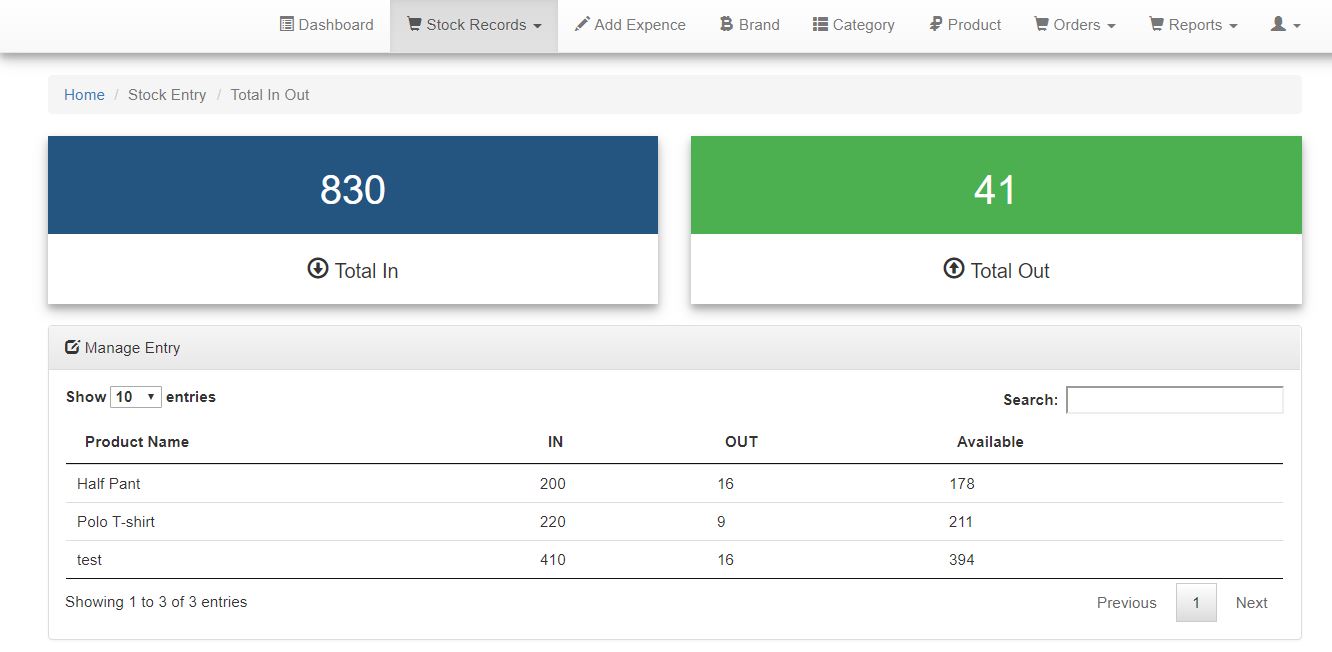 Dashboard Stock Records Add Expence Brand Category Product Orders Reports
Home / Stock Entry / Total In Out
830
Total In
41
Total Out
Manage Entry
Show 10 entries
Search:
Product Name IN OUT Available
Half Pant 200 16 178
Polo T-shirt 220 9 211
test 410 16 394
Showing 1 to 3 of 3 entries
Previous 1 Next